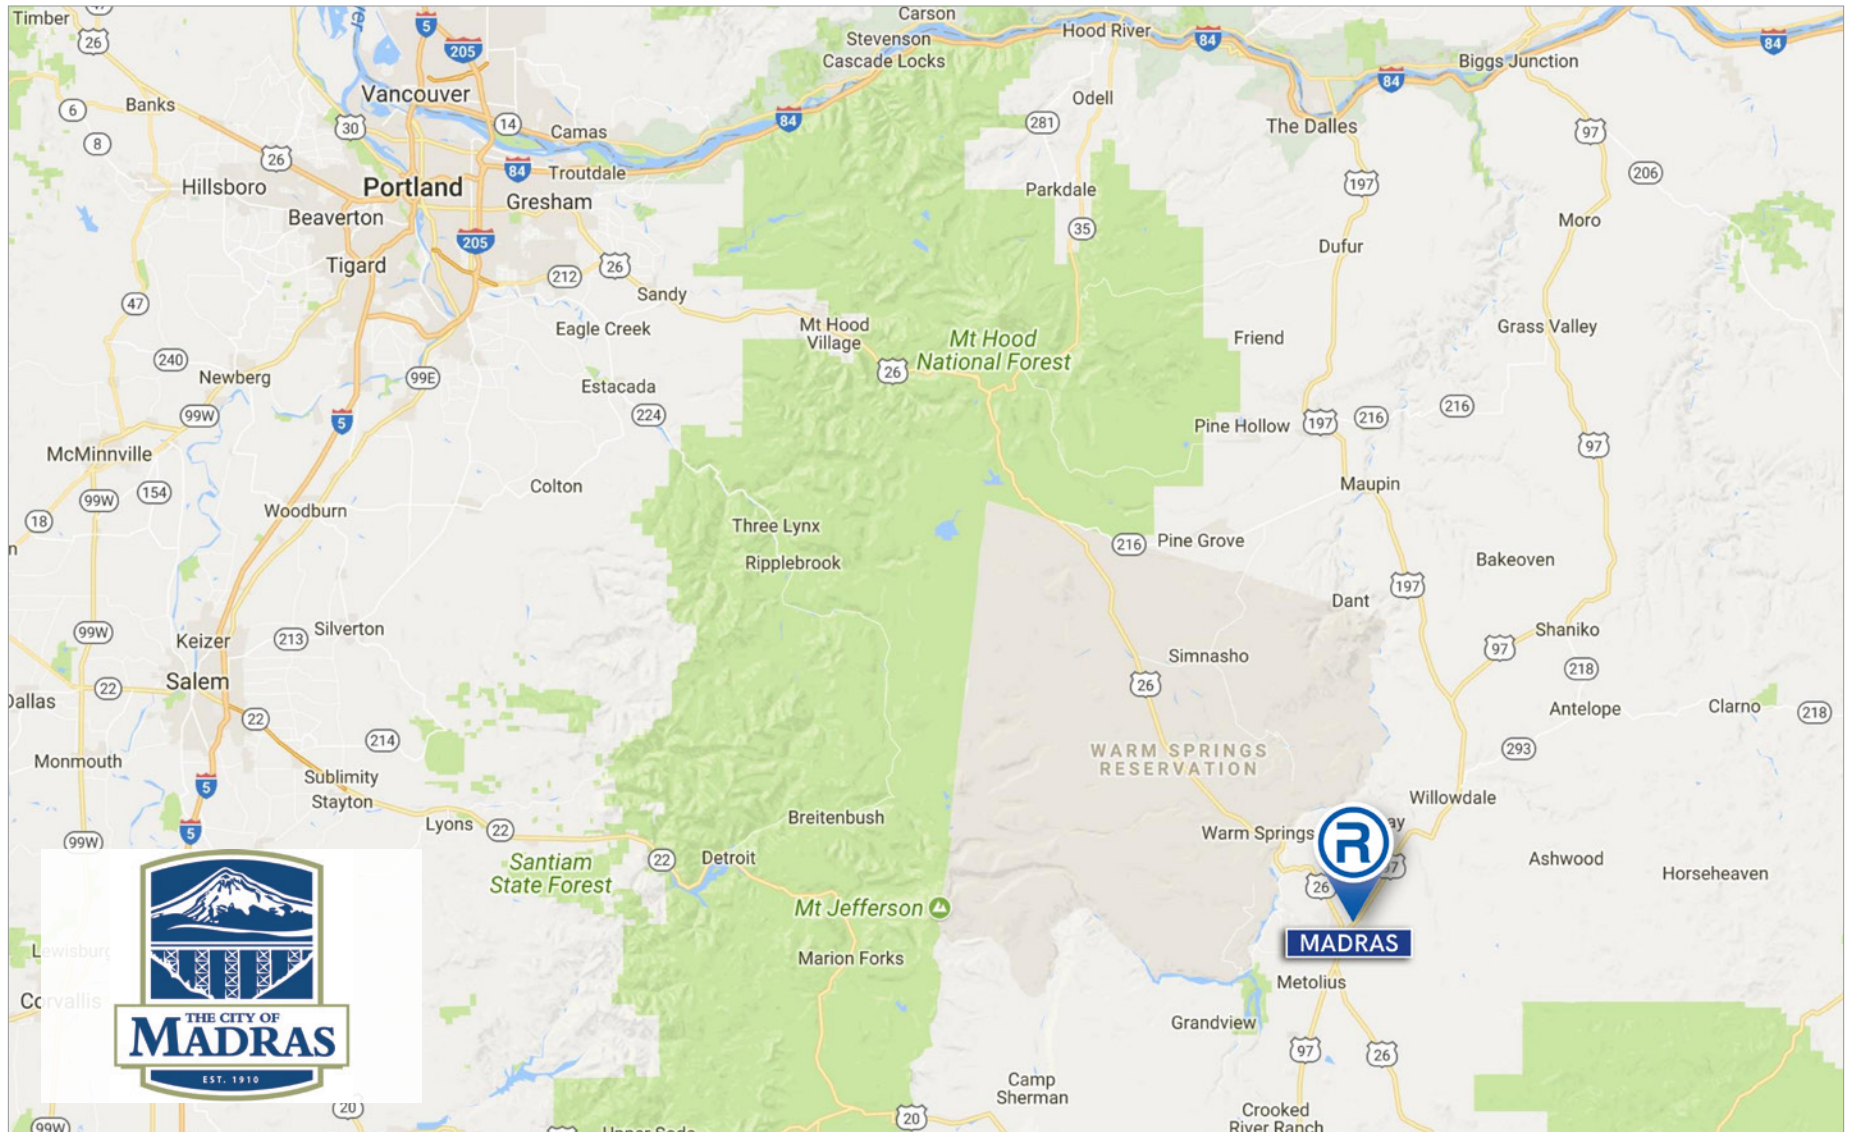 Timber
26
5
205
Carson
Stevenson
Cascade Locks
Hood River
84
84
Biggs Junction
84
Vancouver
6
Banks
30
14
Camas
84
281
Odell
The Dalles
97
8
26
84
Troutdale
206
Hillsboro
Portland
Gresham
Parkdale
197
Beaverton
35
Moro
205
Dufur
Tigard
212
26
47
Sandy
Eagle Creek
Mt Hood
Village
Mt Hood
National Forest
Friend
Grass Valley
240
Newberg
99E
26
Estacada
99W
5
224
Pine Hollow
197
216
216
97
McMinnville
99W
154
Colton
Maupin
18
Woodburn
Three Lynx
216
Pine Grove
n
Ripplebrook
Bakeoven
197
Dant
99W
Keizer
213
Silverton
Shaniko
97
Simnasho
218
Salem
22
26
Dallas
22
Antelope
Clarno
218
214
WARM SPRINGS
RESERVATION
293
Monmouth
Sublimity
5
Stayton
Willowdale
Lyons
22
Breitenbush
5
Warm Springs
R
ay
99W
Santiam
State Forest
22
Detroit
26
97
Ashwood
Horseheaven
Mt Jefferson
MADRAS
Lewisburg
Marion Forks
Metolius
Corvallis
THE CITY OF
MADRAS
EST. 1910
Grandview
97
26
Camp
Sherman
20
20
99W
Crooked
River Ranch